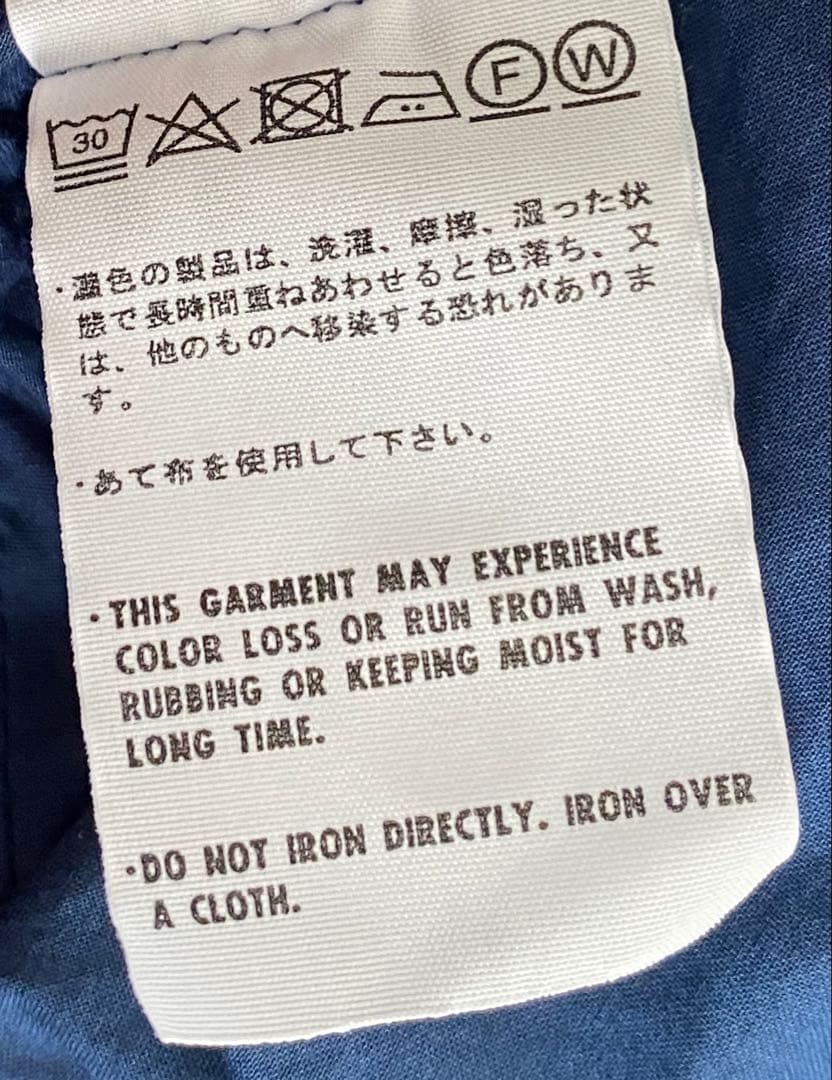 30
F W
・濃色の製品は、洗濯、摩擦、湿った状
態で長時間重ねあわせると色落ち、又
は、他のものへ移染する恐れがありま
す。
・あて布を使用して下さい。
・THIS GARMENT MAY EXPERIENCE
COLOR LOSS OR RUN FROM WASH,
RUBBING OR KEEPING MOIST FOR
LONG TIME.
・DO NOT IRON DIRECTLY. IRON OVER
A CLOTH.